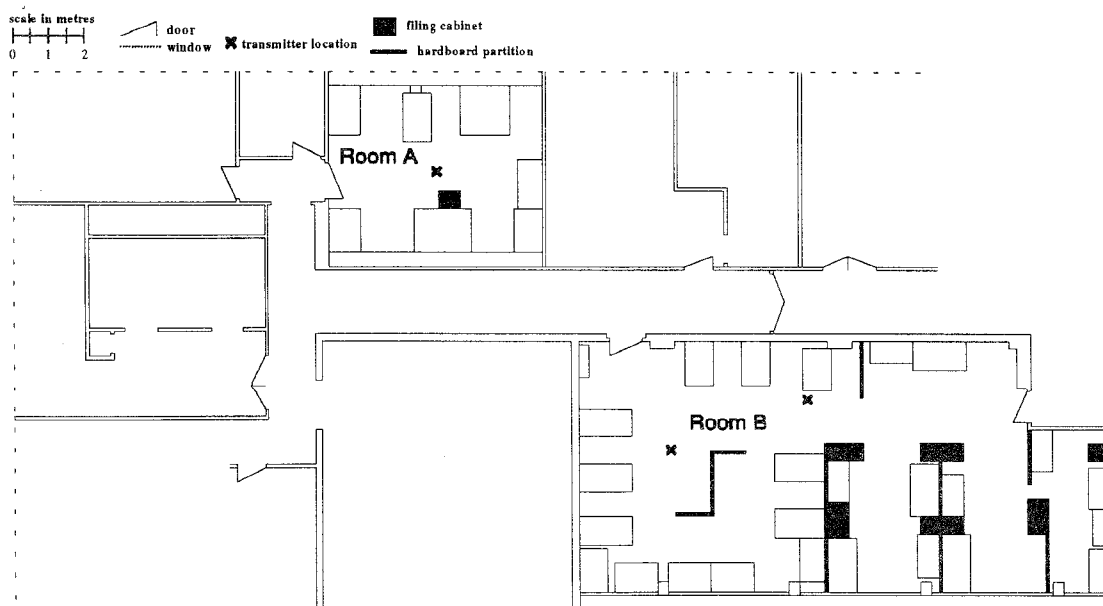 scale in metres
0 1 2
door
window
transmitter location
filing cabinet
hardboard partition
Room A
Room B